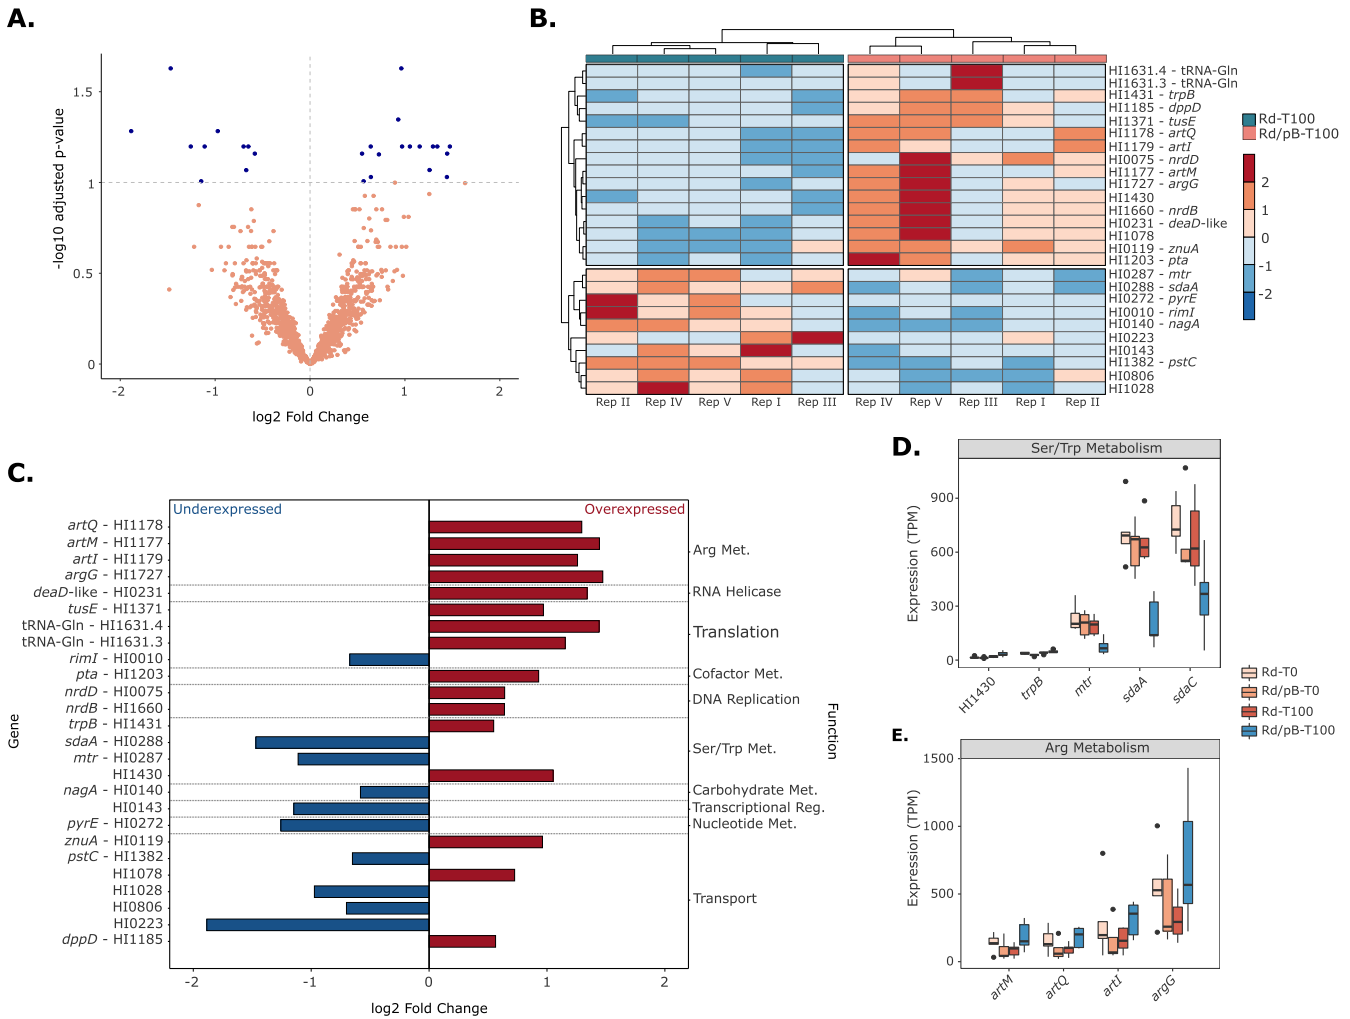 A.
1.5
1
0.5
0
-log10 adjusted p-value
-2
-1
0
1
2
log2 Fold Change
B.
HI1631.4 - tRNA-Gln
HI1631.3 - tRNA-Gln
HI1431 - trpB
HI1185 - dppD
HI1371 - tusE
HI1178 - artQ
HI1179 - artI
HI0075 - nrdD
HI1177 - artM
HI1727 - argG
HI1430
HI1660 - nrdB
HI0231 - deaD-like
HI1078
HI0119 - znuA
HI1203 - pta
HI0287 - mtr
HI0288 - sdaA
HI0272 - pyrE
HI0010 - rimI
HI0140 - nagA
HI0223
HI0143
HI1382 - pstC
HI0806
HI1028
Rep II Rep IV Rep V Rep I Rep III Rep IV Rep V Rep III Rep I Rep II
Rd-T100
Rd/pB-T100
2
1
0
-1
-2
C.
Underexpressed
Overexpressed
Gene
artQ - HI1178
artM - HI1177
artI - HI1179
argG - HI1727
deaD-like - HI0231
tusE - HI1371
tRNA-Gln - HI1631.4
tRNA-Gln - HI1631.3
rimI - HI0010
pta - HI1203
nrdD - HI0075
nrdB - HI1660
trpB - HI1431
sdaA - HI0288
mtr - HI0287
HI1430
nagA - HI0140
HI0143
pyrE - HI0272
znuA - HI0119
pstC - HI1382
HI1078
HI1028
HI0806
HI0223
dppD - HI1185
Arg Met.
RNA Helicase
Translation
Cofactor Met.
DNA Replication
Ser/Trp Met.
Carbohydrate Met.
Transcriptional Reg.
Nucleotide Met.
Transport
Function
-2
-1
0
1
2
log2 Fold Change
D.
Ser/Trp Metabolism
Expression (TPM)
900
600
300
0
HI1430
trpB
mtr
sdaA
sdaC
Rd-T0
Rd/pB-T0
Rd-T100
Rd/pB-T100
E.
Arg Metabolism
Expression (TPM)
1500
1000
500
0
artM
artQ
artI
argG